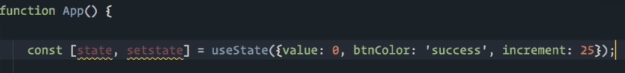 function App() {
const [state, setstate] = useState({value: 0, btnColor: 'success', increment: 25});